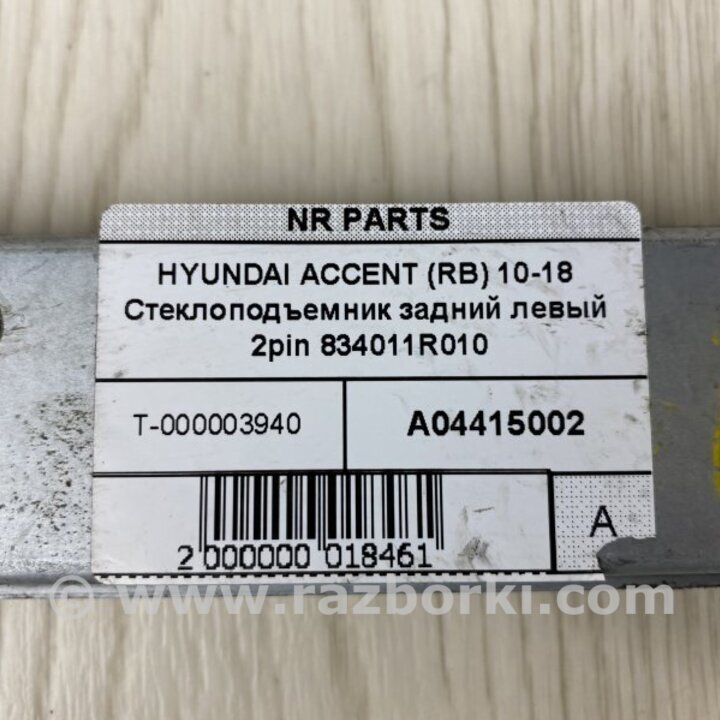 NR PARTS
HYUNDAI ACCENT (RB) 10-18
Стеклоподъемник задний левый
2pin 834011R010
T-000003940
A04415002
A
2 000000 018461
© www.razborki.com